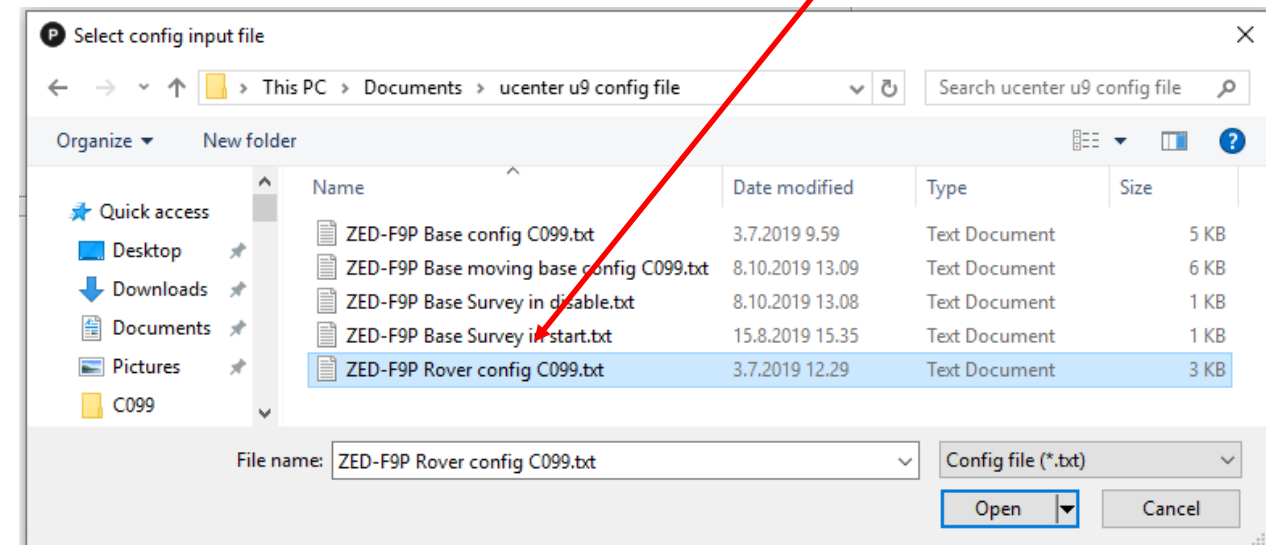 P Select config input file
This PC > Documents > ucenter u9 config file Search ucenter u9 config file
Organize New folder ?
Name Date modified Type Size
Quick access
Desktop
Downloads
Documents
Pictures
C099
ZED-F9P Base config C099.txt 3.7.2019 9.59 Text Document 5 KB
ZED-F9P Base moving base config C099.txt 8.10.2019 13.09 Text Document 6 KB
ZED-F9P Base Survey in disable.txt 8.10.2019 13.08 Text Document 1 KB
ZED-F9P Base Survey in start.txt 15.8.2019 15.35 Text Document 1 KB
ZED-F9P Rover config C099.txt 3.7.2019 12.29 Text Document 3 KB
File name: ZED-F9P Rover config C099.txt Config file (*.txt)
Open Cancel